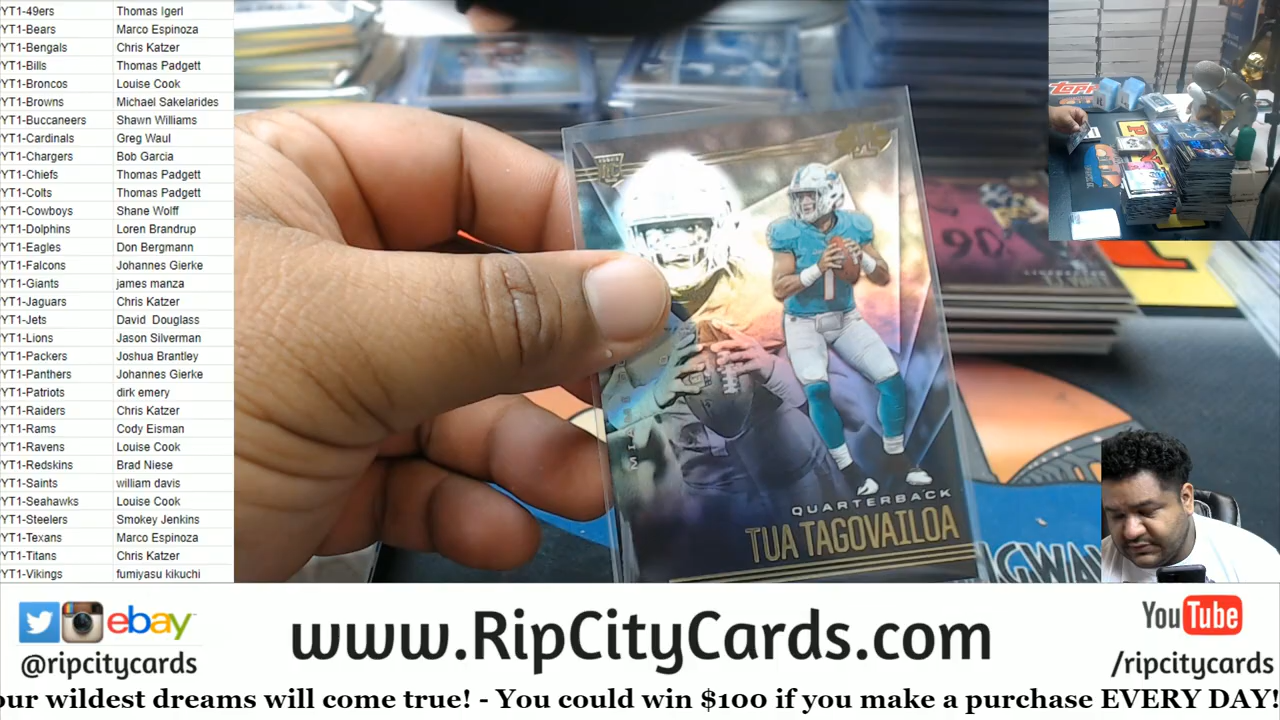 YT1-49ers Thomas Igerl
YT1-Bears Marco Espinoza
YT1-Bengals Chris Katzer
YT1-Bills Thomas Padgett
YT1-Broncos Louise Cook
YT1-Browns Michael Sakelarides
YT1-Buccaneers Shawn Williams
YT1-Cardinals Greg Waul
YT1-Chargers Bob Garcia
YT1-Chiefs Thomas Padgett
YT1-Colts Thomas Padgett
YT1-Cowboys Shane Wolff
YT1-Dolphins Loren Brandrup
YT1-Eagles Don Bergmann
YT1-Falcons Johannes Gierke
YT1-Giants james manza
YT1-Jaguars Chris Katzer
YT1-Jets David Douglass
YT1-Lions Jason Silverman
YT1-Packers Joshua Brantley
YT1-Panthers Johannes Gierke
YT1-Patriots dirk emery
YT1-Raiders Chris Katzer
YT1-Rams Cody Eisman
YT1-Ravens Louise Cook
YT1-Redskins Brad Niese
YT1-Saints william davis
YT1-Seahawks Louise Cook
YT1-Steelers Smokey Jenkins
YT1-Texans Marco Espinoza
YT1-Titans Chris Katzer
YT1-Vikings fumiyasu kikuchi
1
QUARTERBACK
TUA TAGOVAILOA
90
ebay
@ripcitycards
www.RipCityCards.com
YouTube
/ripcitycards
our wildest dreams will come true! - You could win $100 if you make a purchase EVERY DAY!